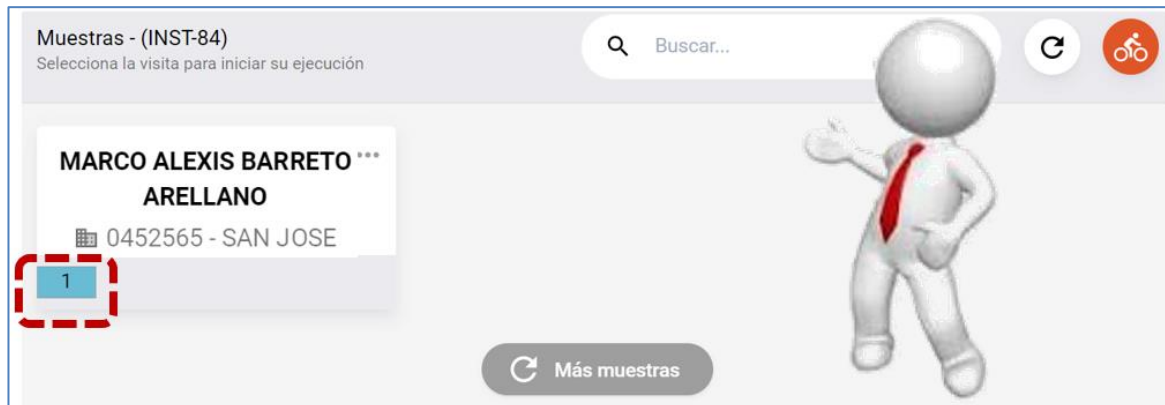 Muestras - (INST-84)
Selecciona la visita para iniciar su ejecución
Buscar...
MARCO ALEXIS BARRETO
ARELLANO
0452565 - SAN JOSE
1
Más muestras